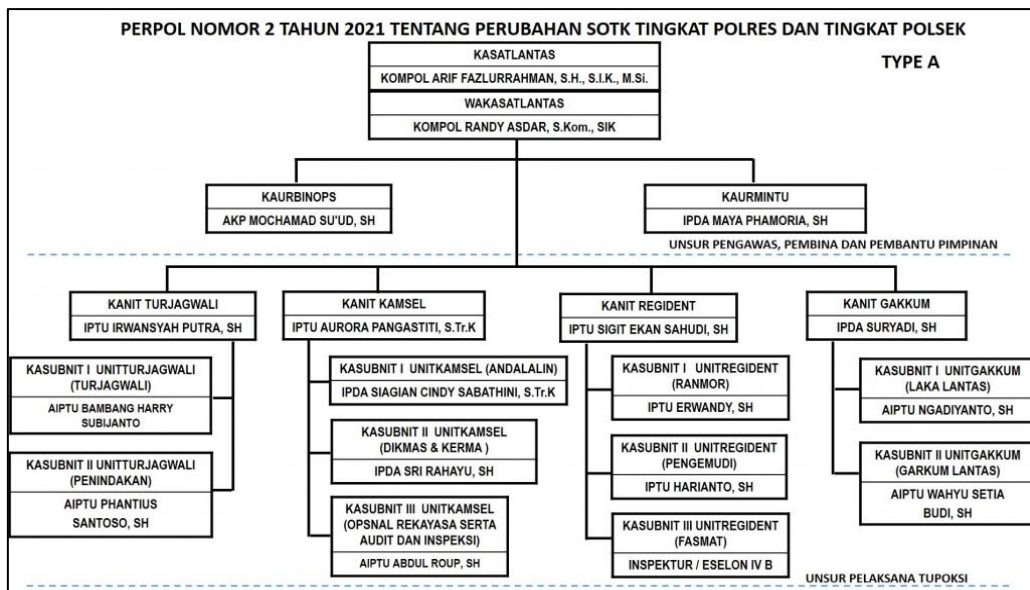 PERPOL NOMOR 2 TAHUN 2021 TENTANG PERUBAHAN SOTK TINGKAT POLRES DAN TINGKAT POLSEK
TYPE A
KASATLANTAS
KOMPOL ARIF FAZLURRAHMAN, S.H., S.I.K., M.Si.
WAKASATLANTAS
KOMPOL RANDY ASDAR, S.Kom., SIK
KAURBINOPS
AKP MOCHAMAD SU'UD, SH
KAURMINTU
IPDA MAYA PHAMORIA, SH
UNSUR PENGAWAS, PEMBINA DAN PEMBANTU PIMPINAN
KANIT TURJAGWALI
IPTU IRWANSYAH PUTRA, SH
KASUBNIT I UNITTURJAGWALI
(TURJAGWALI)
AIPTU BAMBANG HARRY
SUBIJANTO
KASUBNIT II UNITTURJAGWALI
(PENINDAKAN)
AIPTU PHANTIUS
SANTOSO, SH
KANIT KAMSEL
IPTU AURORA PANGASTITI, S.Tr.K
KASUBNIT I UNITKAMSEL (ANDALALIN)
IPDA SIAGIAN CINDY SABATHINI, S.Tr.K
KASUBNIT II UNITKAMSEL
(DIKMAS & KERMA )
IPDA SRI RAHAYU, SH
KASUBNIT III UNITKAMSEL
(OPSNAL REKAYASA SERTA
AUDIT DAN INSPEKSI)
AIPTU ABDUL ROUP, SH
KANIT REGIDENT
IPTU SIGIT EKAN SAHUDI, SH
KASUBNIT I UNITREGIDENT
(RANMOR)
IPTU ERWANDY, SH
KASUBNIT II UNITREGIDENT
(PENGEMUDI)
IPTU HARIANTO, SH
KASUBNIT III UNITREGIDENT
(FASMAT)
INSPEKTUR / ESELON IV B
KANIT GAKKUM
IPDA SURYADI, SH
KASUBNIT I UNITGAKKUM
(LAKA LANTAS)
AIPTU NGADIYANTO, SH
KASUBNIT II UNITGAKKUM
(GARKUM LANTAS)
AIPTU WAHYU SETIA
BUDI, SH
UNSUR PELAKSANA TUPOKSI